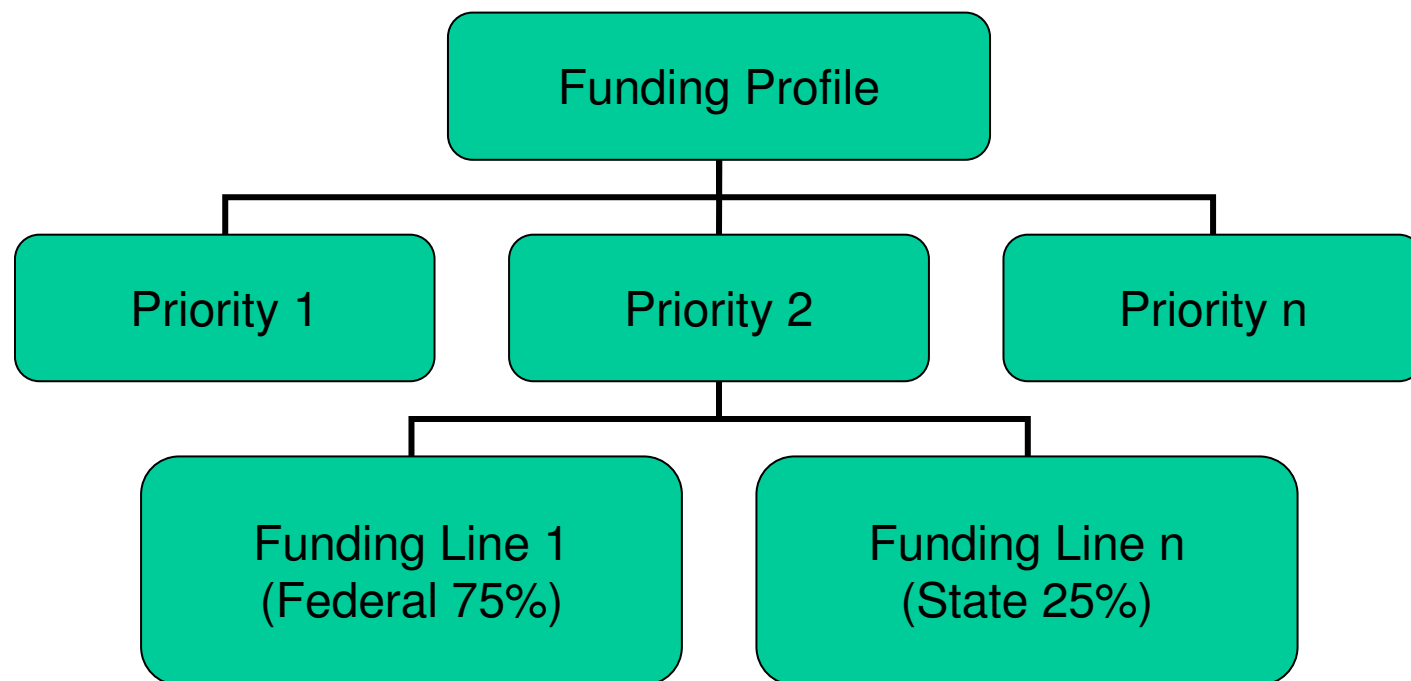 Funding Profile
Priority 1
Priority 2
Priority n
Funding Line 1
(Federal 75%)
Funding Line n
(State 25%)